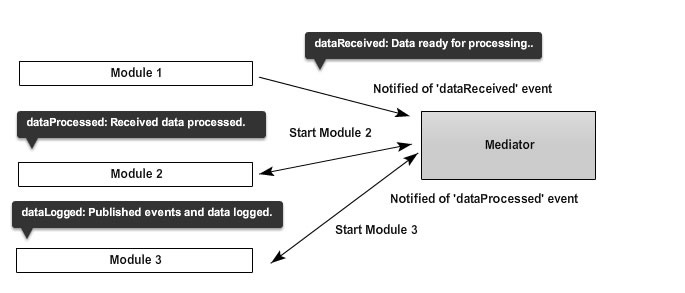 dataReceived: Data ready for processing..
Module 1
Notified of 'dataReceived' event
dataProcessed: Received data processed.
Start Module 2
Mediator
Module 2
Notified of 'dataProcessed' event
dataLogged: Published events and data logged.
Start Module 3
Module 3